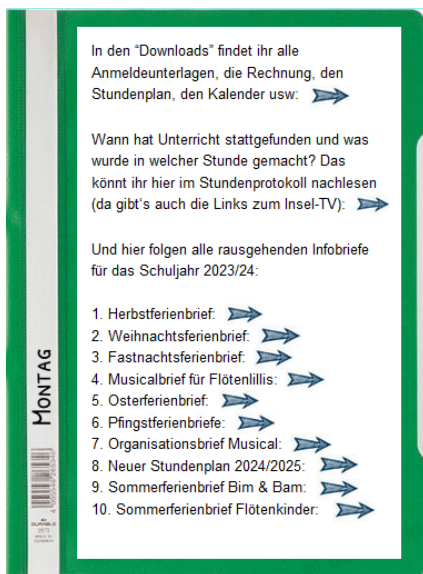 In den “Downloads” findet ihr alle
Anmeldeunterlagen, die Rechnung, den
Stundenplan, den Kalender usw:
Wann hat Unterricht stattgefunden und was
wurde in welcher Stunde gemacht? Das
könnt ihr hier im Stundenprotokoll nachlesen
(da gibt‘s auch die Links zum Insel-TV):
Und hier folgen alle rausgehenden Infobriefe
für das Schuljahr 2023/24:
1. Herbstferienbrief:
2. Weihnachtsferienbrief:
3. Fastnachtsferienbrief:
4. Musicalbrief für Flötenlillis:
5. Osterferienbrief:
6. Pfingstferienbriefe:
7. Organisationsbrief Musical:
8. Neuer Stundenplan 2024/2025:
9. Sommerferienbrief Bim & Bam:
10. Sommerferienbrief Flötenkinder:
MONTAG
DURABLE